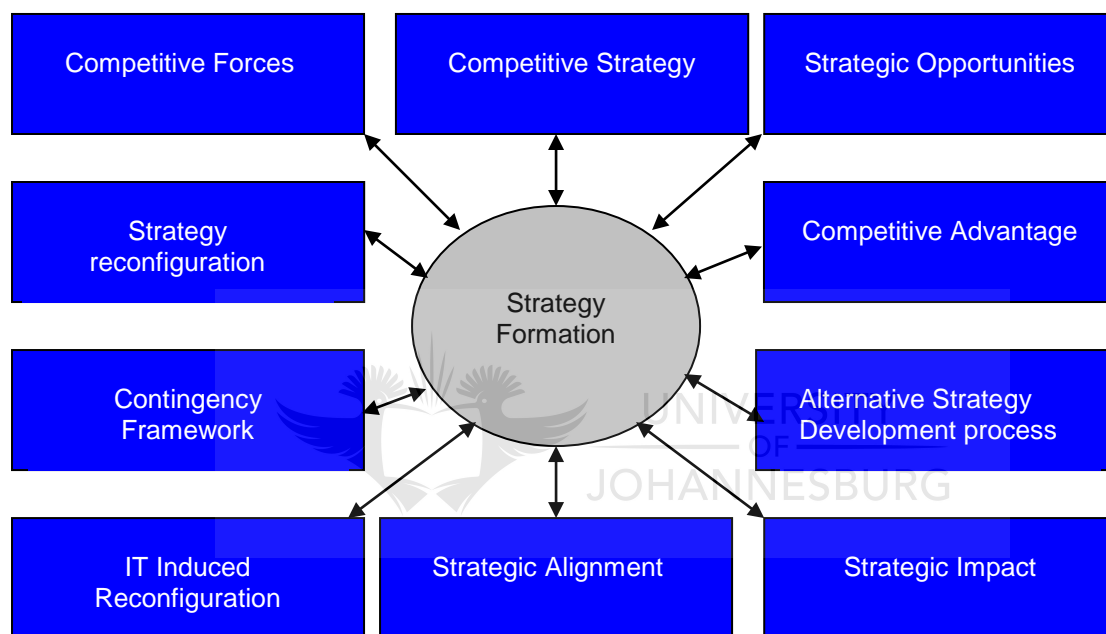 Competitive Forces
Competitive Strategy
Strategic Opportunities
Strategy
reconfiguration
Competitive Advantage
Strategy
Formation
Contingency
Framework
Alternative Strategy
Development process
UNIVERSITY
OF
JOHANNESBURG
IT Induced
Reconfiguration
Strategic Alignment
Strategic Impact